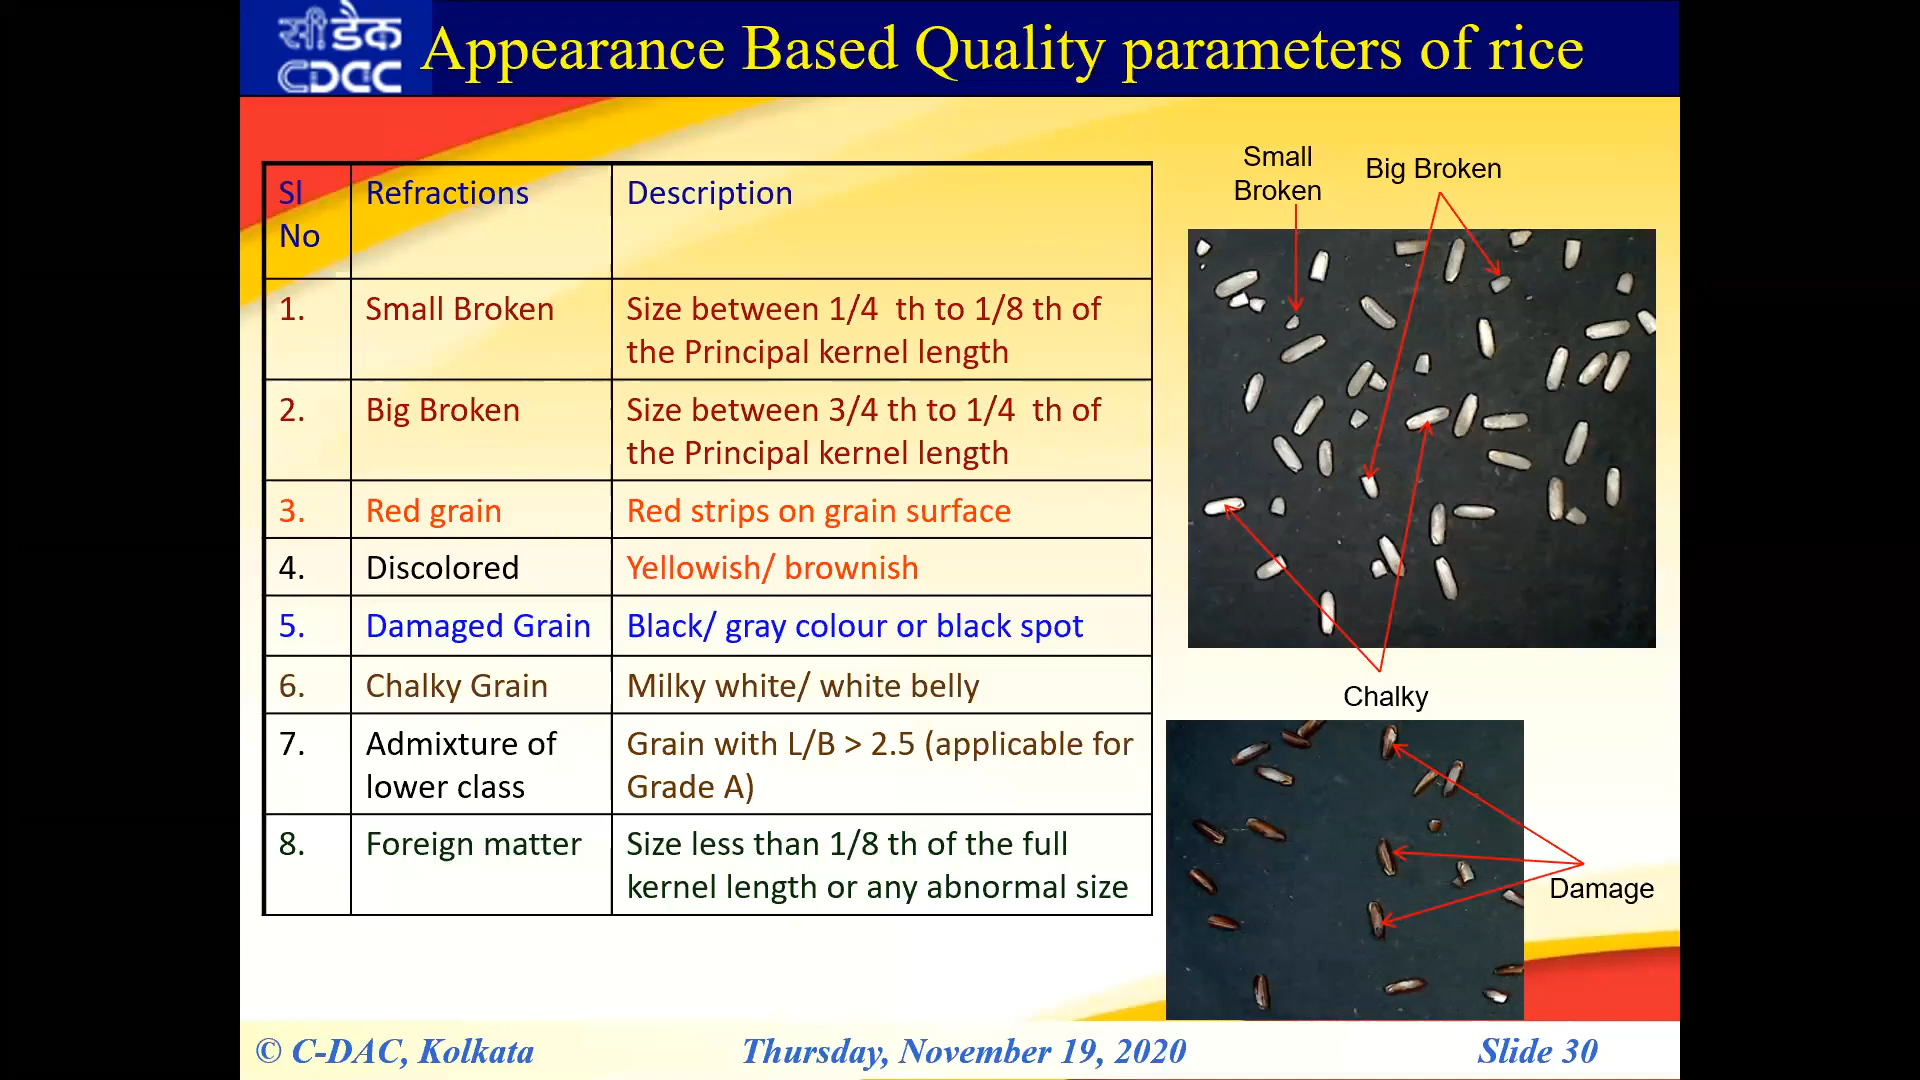 सी डैक
CDAC
Appearance Based Quality parameters of rice
Sl No
Refractions
Description
1.
Small Broken
Size between 1/4  th to 1/8 th of
the Principal kernel length
2.
Big Broken
Size between 3/4 th to 1/4  th of
the Principal kernel length
3.
Red grain
Red strips on grain surface
4.
Discolored
Yellowish/ brownish
5.
Damaged Grain
Black/ gray colour or black spot
6.
Chalky Grain
Milky white/ white belly
7.
Admixture of
lower class
Grain with L/B > 2.5 (applicable for
Grade A)
8.
Foreign matter
Size less than 1/8 th of the full
kernel length or any abnormal size
Small
Broken
Big Broken
Chalky
Damage
© C-DAC, Kolkata
Thursday, November 19, 2020
Slide 30